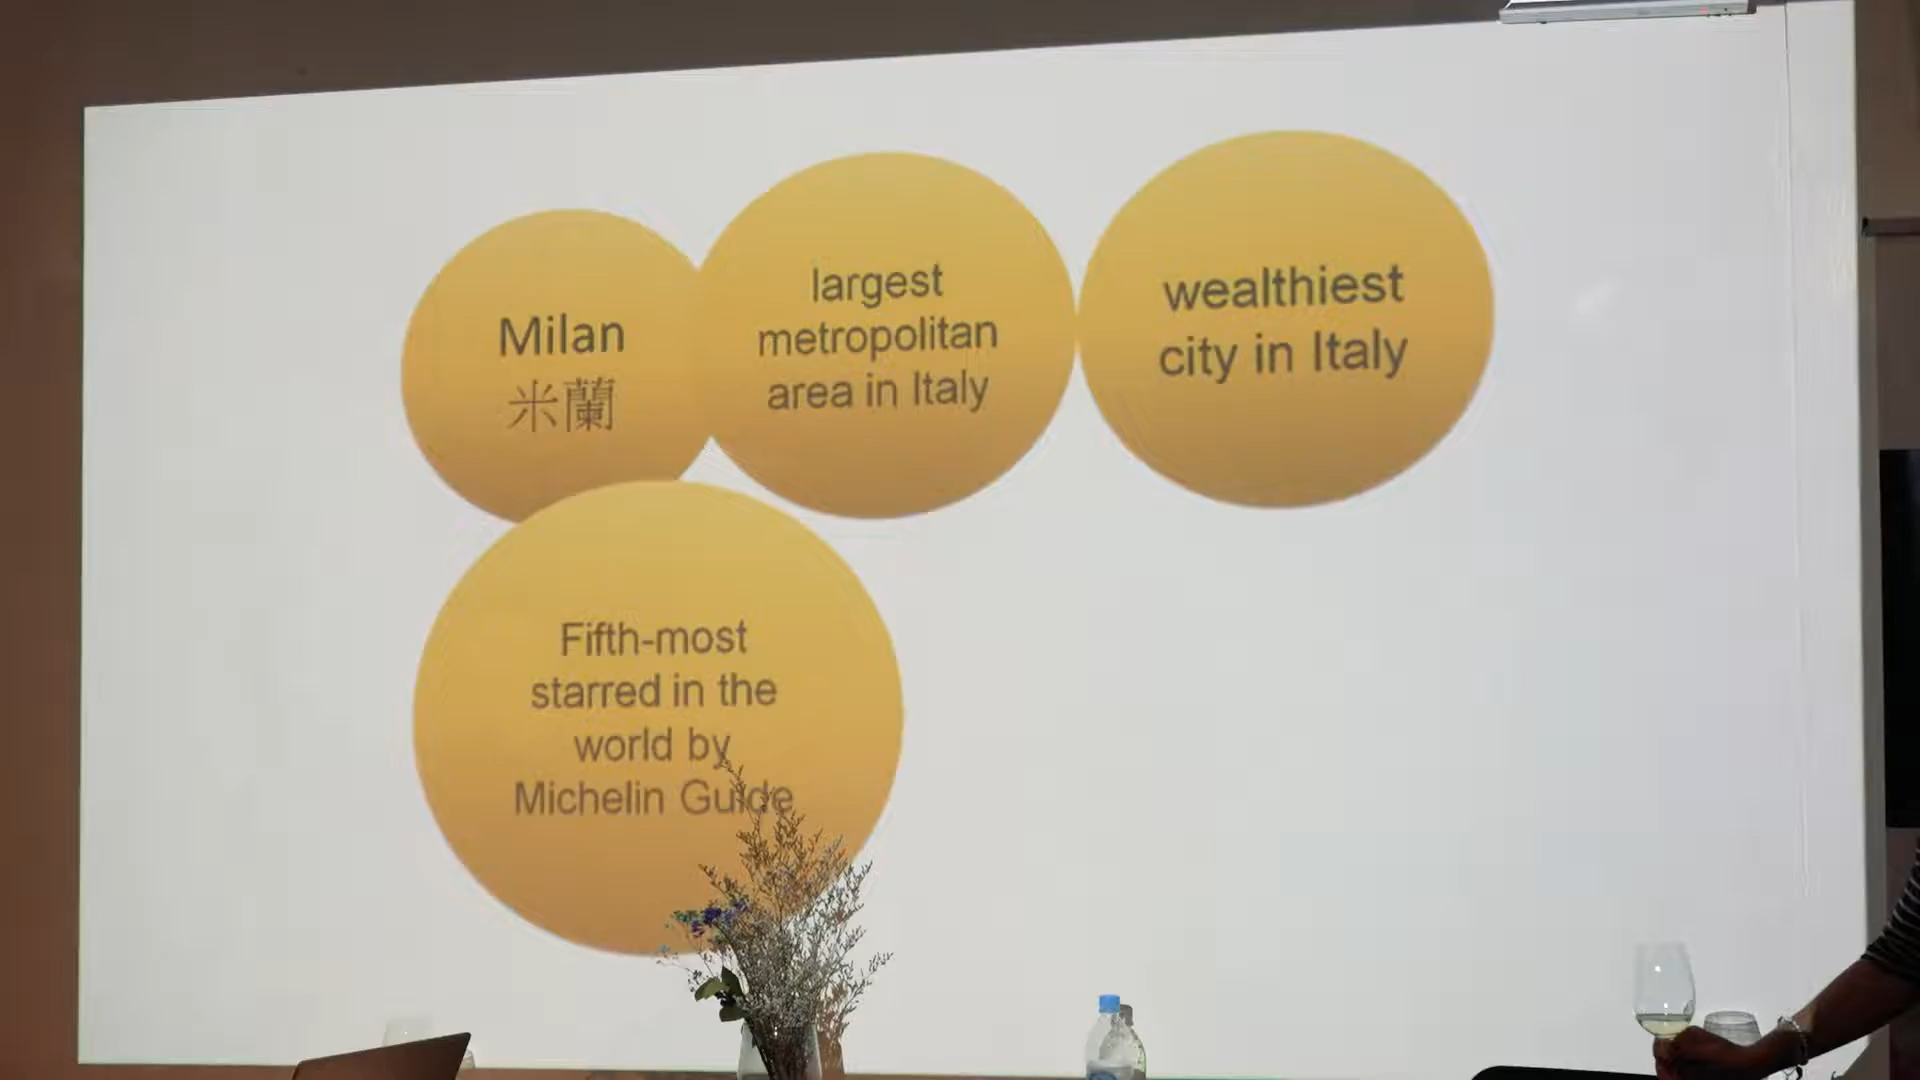 Milan
米蘭
largest
metropolitan
area in Italy
wealthiest
city in Italy
Fifth-most
starred in the
world by
Michelin Guide